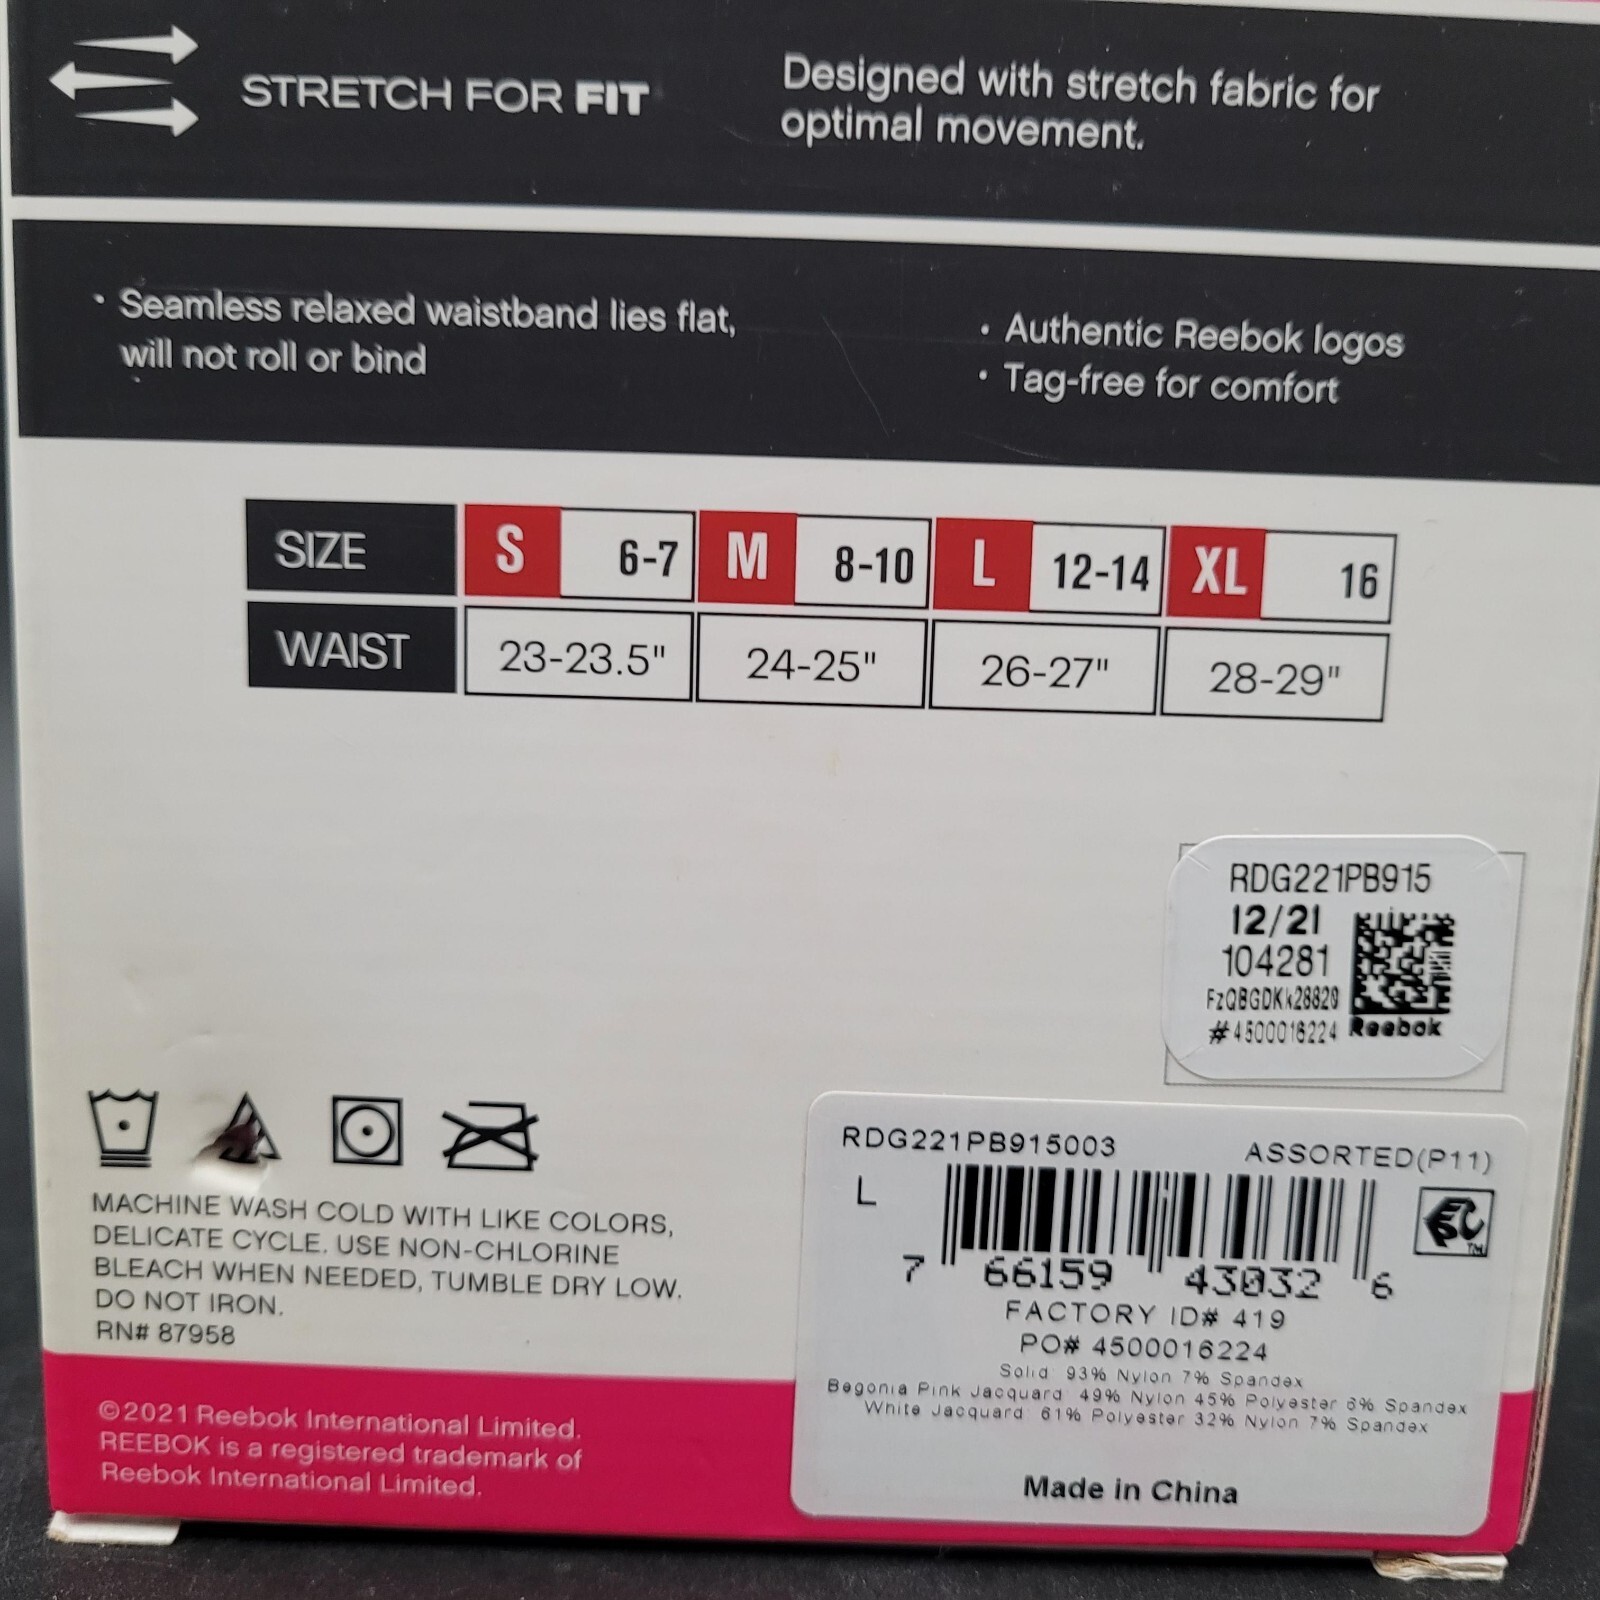 STRETCH FOR FIT
Designed with stretch fabric for
optimal movement.
• Seamless relaxed waistband lies flat,
will not roll or bind
• Authentic Reebok logos
• Tag-free for comfort
SIZE S 6-7 M 8-10 L 12-14 XL 16
WAIST 23-23.5" 24-25" 26-27" 28-29"
RDG221PB915
12/21
104281
FzQBGDKk28820
#4500016224 Reebok
MACHINE WASH COLD WITH LIKE COLORS,
DELICATE CYCLE. USE NON-CHLORINE
BLEACH WHEN NEEDED, TUMBLE DRY LOW.
DO NOT IRON.
RN# 87958
©2021 Reebok International Limited.
REEBOK is a registered trademark of
Reebok International Limited.
RDG221PB915003 ASSORTED(P11)
L
7 66159 43032 6
FACTORY ID# 419
PO# 4500016224
Solid: 93% Nylon 7% Spandex
Begonia Pink Jacquard: 49% Nylon 45% Polyester 6% Spandex
White Jacquard: 61% Polyester 32% Nylon 7% Spandex
Made in China